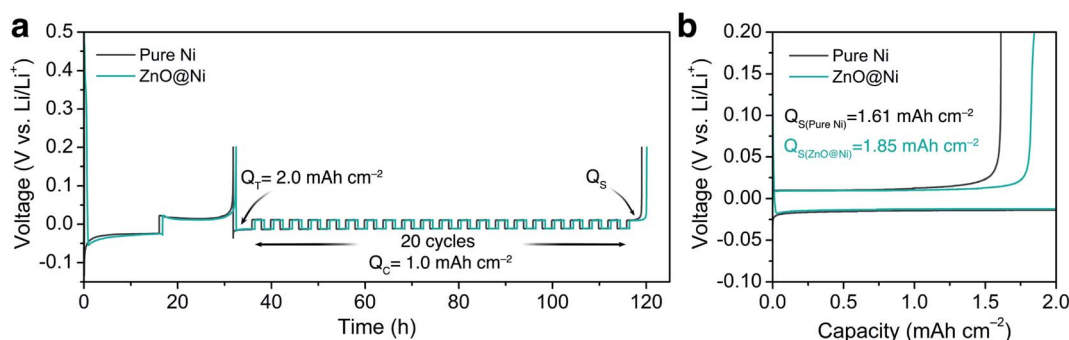 a
Pure Ni
ZnO@Ni
Q_T= 2.0 mAh cm⁻²
Q_S
20 cycles
Q_C= 1.0 mAh cm⁻²
Voltage (V vs. Li/Li⁺)
0.5
0.4
0.3
0.2
0.1
0.0
-0.1
0
20
40
60
80
100
120
Time (h)
b
Pure Ni
ZnO@Ni
Q_S(Pure Ni)=1.61 mAh cm⁻²
Q_S(ZnO@Ni)=1.85 mAh cm⁻²
Voltage (V vs. Li/Li⁺)
0.20
0.15
0.10
0.05
0.00
-0.05
-0.10
0.0
0.5
1.0
1.5
2.0
Capacity (mAh cm⁻²)